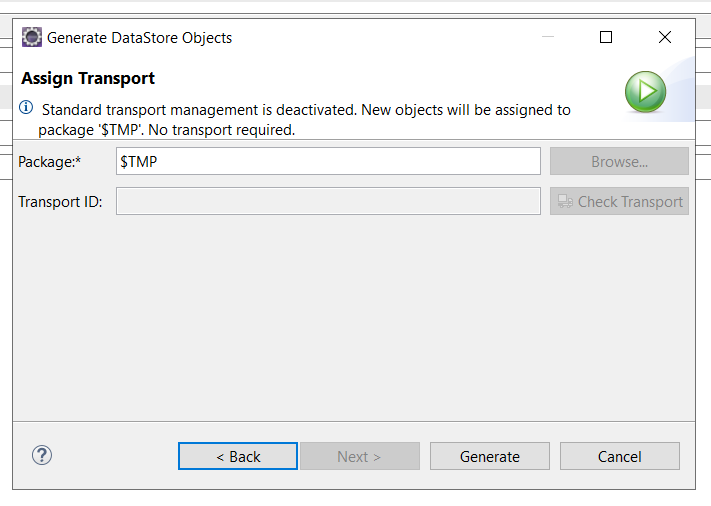 Generate DataStore Objects
Assign Transport
Standard transport management is deactivated. New objects will be assigned to
package '$TMP'. No transport required.
Package:* $TMP Browse...
Transport ID: Check Transport
? < Back Next > Generate Cancel